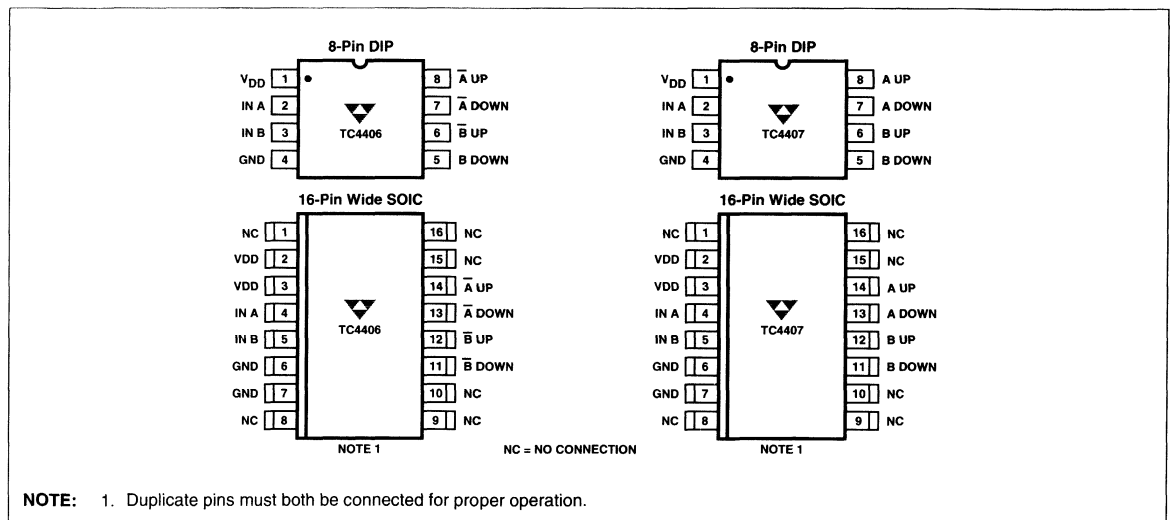 8-Pin DIP
V_DD 1
IN A 2
IN B 3
GND 4
8 A̅ UP
7 A̅ DOWN
6 B̅ UP
5 B DOWN
TC4406
8-Pin DIP
V_DD 1
IN A 2
IN B 3
GND 4
8 A UP
7 A DOWN
6 B UP
5 B DOWN
TC4407
16-Pin Wide SOIC
NC 1
VDD 2
VDD 3
IN A 4
IN B 5
GND 6
GND 7
NC 8
16 NC
15 NC
14 A̅ UP
13 A̅ DOWN
12 B̅ UP
11 B̅ DOWN
10 NC
9 NC
TC4406
NOTE 1
16-Pin Wide SOIC
NC 1
VDD 2
VDD 3
IN A 4
IN B 5
GND 6
GND 7
NC 8
16 NC
15 NC
14 A UP
13 A DOWN
12 B UP
11 B DOWN
10 NC
9 NC
TC4407
NOTE 1
NC = NO CONNECTION
NOTE: 1. Duplicate pins must both be connected for proper operation.